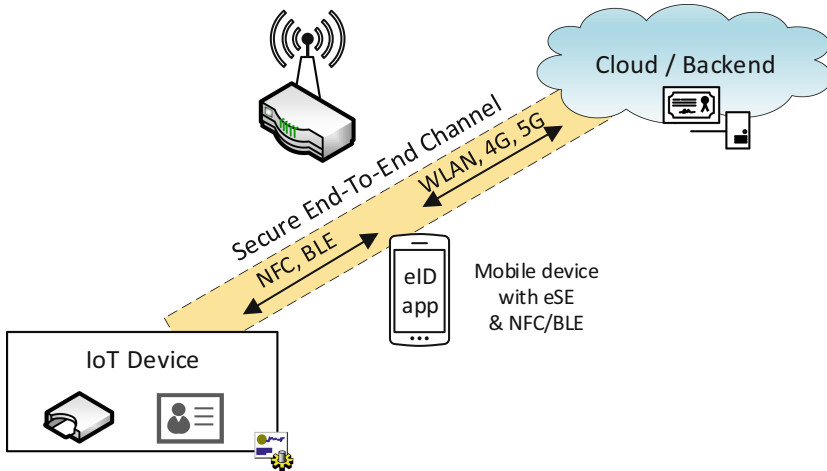 Cloud / Backend
Secure End-To-End Channel
WLAN, 4G, 5G
NFC, BLE
eID
app
Mobile device
with eSE
& NFC/BLE
IoT Device